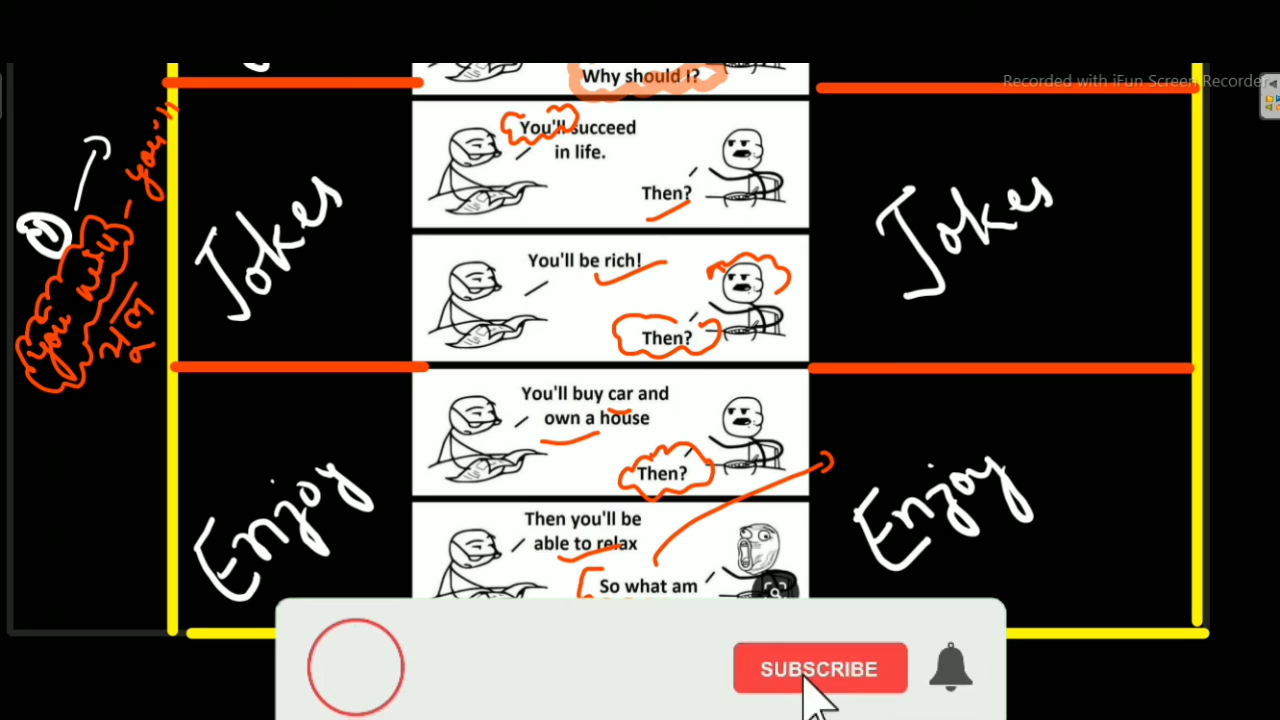 Why should I?
Recorded with iFun Screen Recorder
You'll succeed
in life.
Then?
You'll be rich!
Then?
You'll buy car and
own a house
Then?
Then you'll be
able to relax
So what am
Jokes
Jokes
Enjoy
Enjoy
you'll
SUBSCRIBE